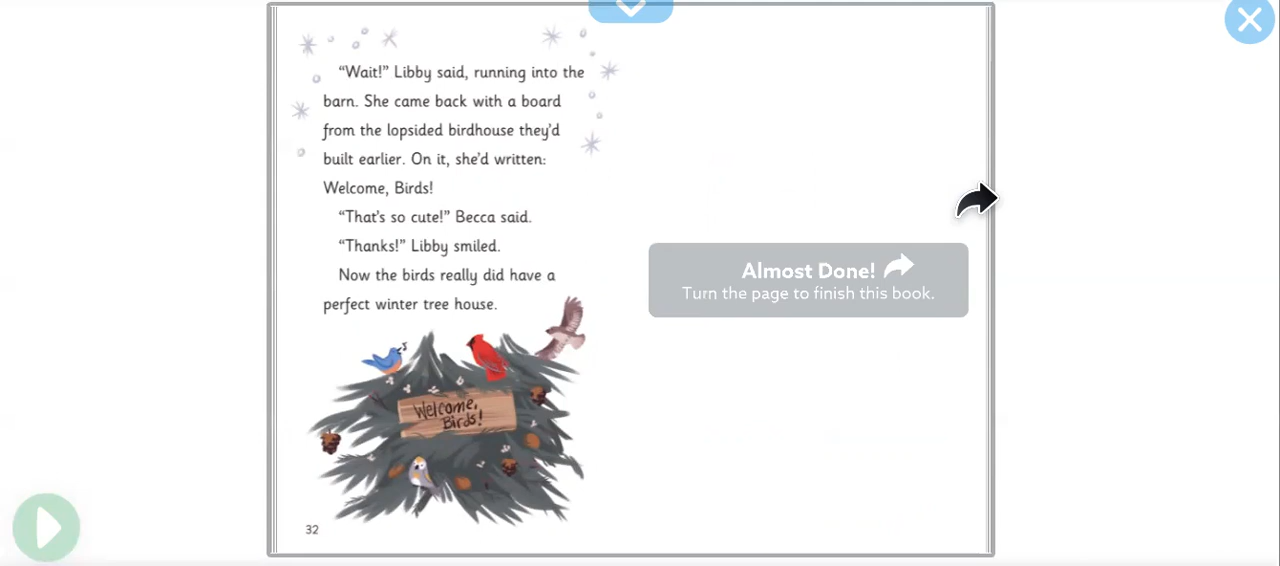 “Wait!” Libby said, running into the
barn. She came back with a board
from the lopsided birdhouse they’d
built earlier. On it, she’d written:
Welcome, Birds!
“That’s so cute!” Becca said.
“Thanks!” Libby smiled.
Now the birds really did have a
perfect winter tree house.
Welcome,
Birds!
32
Almost Done!
Turn the page to finish this book.